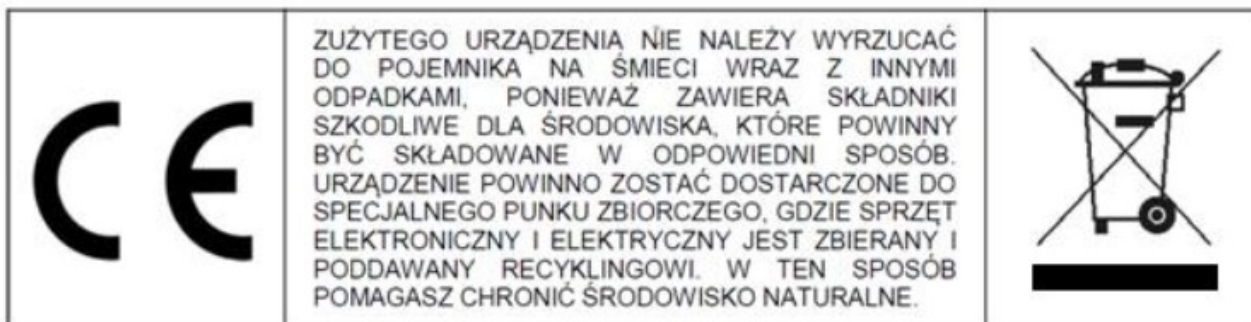 CE
ZUŻYTEGO URZĄDZENIA NIE NALEŻY WYRZUCAĆ
DO POJEMNIKA NA ŚMIECI WRAZ Z INNYMI
ODPADKAMI, PONIEWAŻ ZAWIERA SKŁADNIKI
SZKODLIWE DLA ŚRODOWISKA, KTÓRE POWINNY
BYĆ SKŁADOWANE W ODPOWIEDNI SPOSÓB.
URZĄDZENIE POWINNO ZOSTAĆ DOSTARCZONE DO
SPECJALNEGO PUNKU ZBIORCZEGO, GDZIE SPRZĘT
ELEKTRONICZNY I ELEKTRYCZNY JEST ZBIERANY I
PODDAWANY RECYKLINGOWI. W TEN SPOSÓB
POMAGASZ CHRONIĆ ŚRODOWISKO NATURALNE.